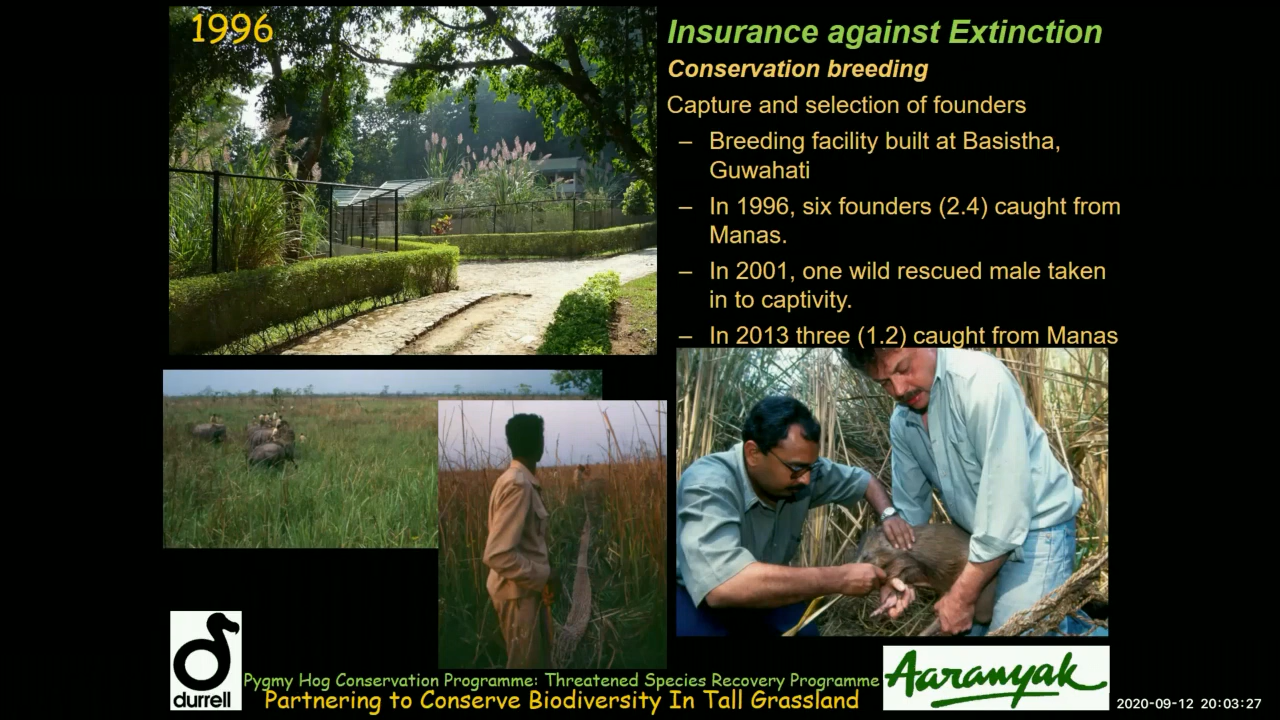 1996
Insurance against Extinction
Conservation breeding
Capture and selection of founders
– Breeding facility built at Basistha,
Guwahati
– In 1996, six founders (2.4) caught from
Manas.
– In 2001, one wild rescued male taken
in to captivity.
– In 2013 three (1.2) caught from Manas
durrell
Pygmy Hog Conservation Programme: Threatened Species Recovery Programme
Partnering to Conserve Biodiversity In Tall Grassland
Aaranyak
2020-09-12 20:03:27